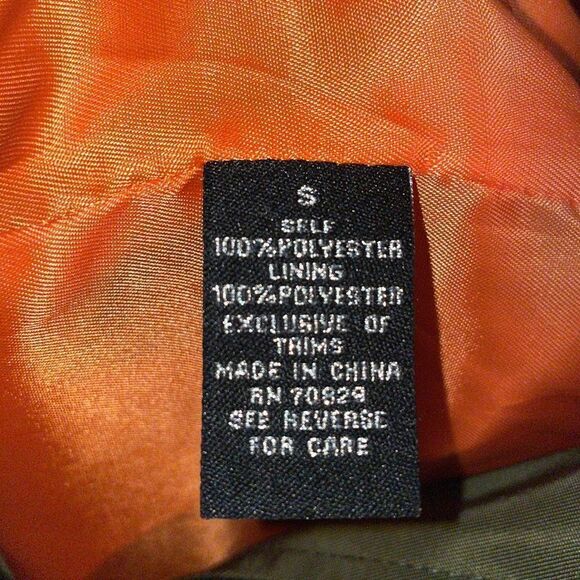 S
SELF
100%POLYESTER
LINING
100%POLYESTER
EXCLUSIVE OF
TRIMS
MADE IN CHINA
RN 70829
SEE REVERSE
FOR CARE